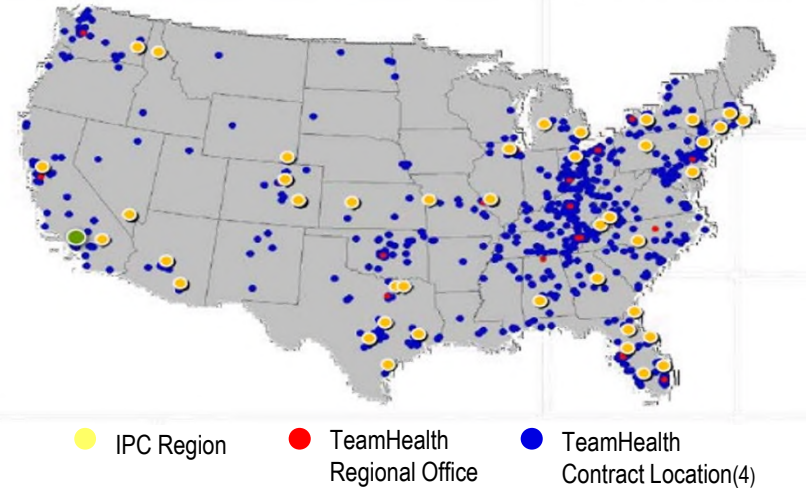 IPC Region
TeamHealth
Regional Office
TeamHealth
Contract Location(4)